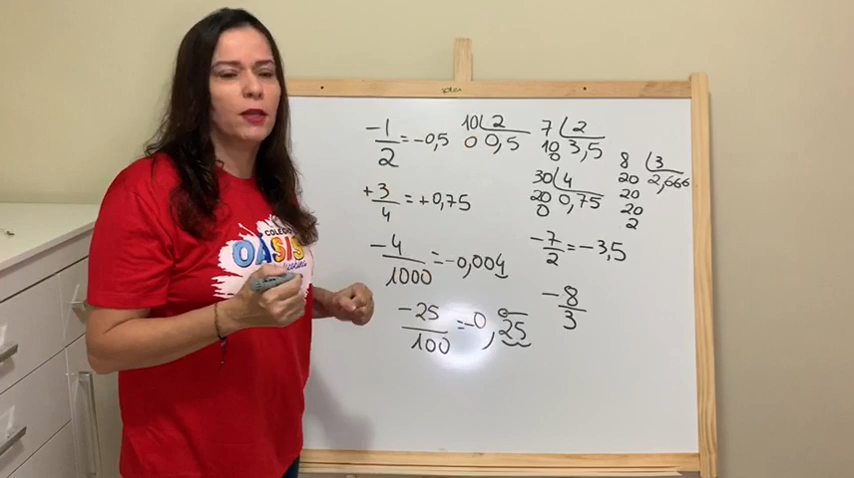 COLÉGIO
OÁSIS
-1/2 = -0,5
10 2
0 0,5
7 2
10 3,5
0
+3/4 = +0,75
30 4
20 0,75
0
8 3
20 2,666
20
20
2
-4/1000 = -0,004
-7/2 = -3,5
-25/100 = -0,25
-8/3